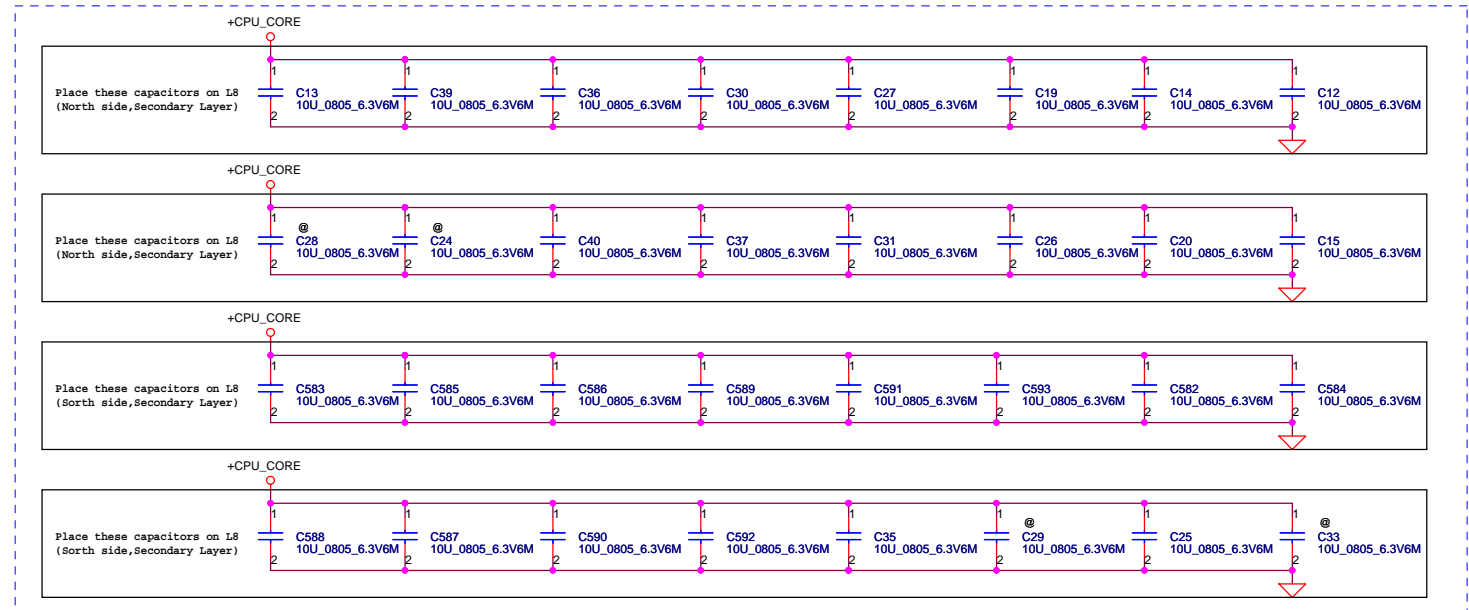 +CPU_CORE
1 1 1 1 1 1 1 1
Place these capacitors on L8
(North side,Secondary Layer)
C13 C39 C36 C30 C27 C19 C14 C12
10U_0805_6.3V6M 10U_0805_6.3V6M 10U_0805_6.3V6M 10U_0805_6.3V6M 10U_0805_6.3V6M 10U_0805_6.3V6M 10U_0805_6.3V6M 10U_0805_6.3V6M
2 2 2 2 2 2 2 2
+CPU_CORE
1 1 1 1 1 1 1 1
@ @
Place these capacitors on L8
(North side,Secondary Layer)
C28 C24 C40 C37 C31 C26 C20 C15
10U_0805_6.3V6M 10U_0805_6.3V6M 10U_0805_6.3V6M 10U_0805_6.3V6M 10U_0805_6.3V6M 10U_0805_6.3V6M 10U_0805_6.3V6M 10U_0805_6.3V6M
2 2 2 2 2 2 2 2
+CPU_CORE
1 1 1 1 1 1 1 1
Place these capacitors on L8
(Sorth side,Secondary Layer)
C583 C585 C586 C589 C591 C593 C582 C584
10U_0805_6.3V6M 10U_0805_6.3V6M 10U_0805_6.3V6M 10U_0805_6.3V6M 10U_0805_6.3V6M 10U_0805_6.3V6M 10U_0805_6.3V6M 10U_0805_6.3V6M
2 2 2 2 2 2 2 2
+CPU_CORE
1 1 1 1 1 1 1 1
@ @
Place these capacitors on L8
(Sorth side,Secondary Layer)
C588 C587 C590 C592 C35 C29 C25 C33
10U_0805_6.3V6M 10U_0805_6.3V6M 10U_0805_6.3V6M 10U_0805_6.3V6M 10U_0805_6.3V6M 10U_0805_6.3V6M 10U_0805_6.3V6M 10U_0805_6.3V6M
2 2 2 2 2 2 2 2